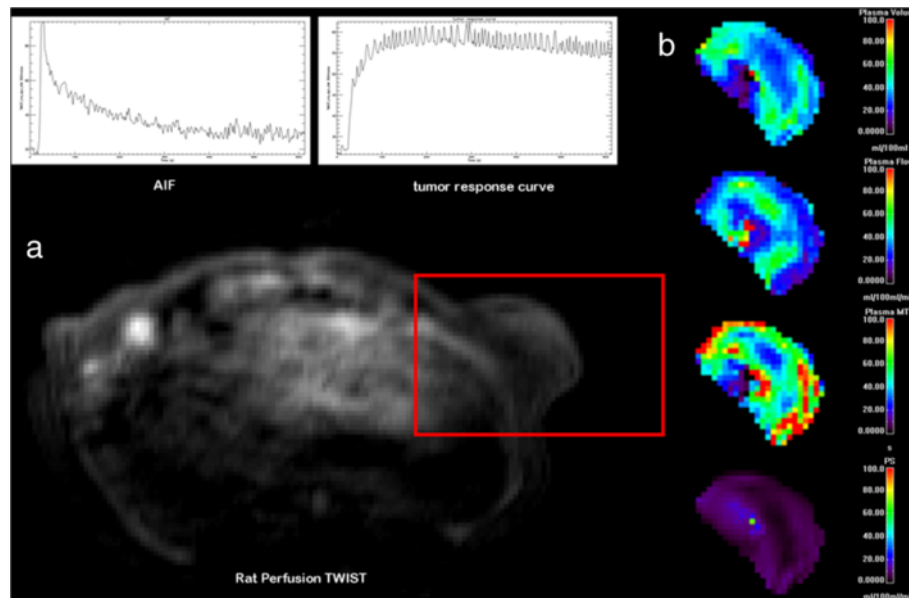 tumor response curve
AIF
tumor response curve
a
Rat Perfusion TWIST
b
Plasma Volu
100.0
80.00
60.00
40.00
20.00
0.0000
ml/100ml
Plasma Flo
100.0
80.00
60.00
40.00
20.00
0.0000
ml/100ml/m
Plasma MT
100.0
80.00
60.00
40.00
20.00
0.0000
s
PS
100.0
80.00
60.00
40.00
20.00
0.0000
ml/100ml/m